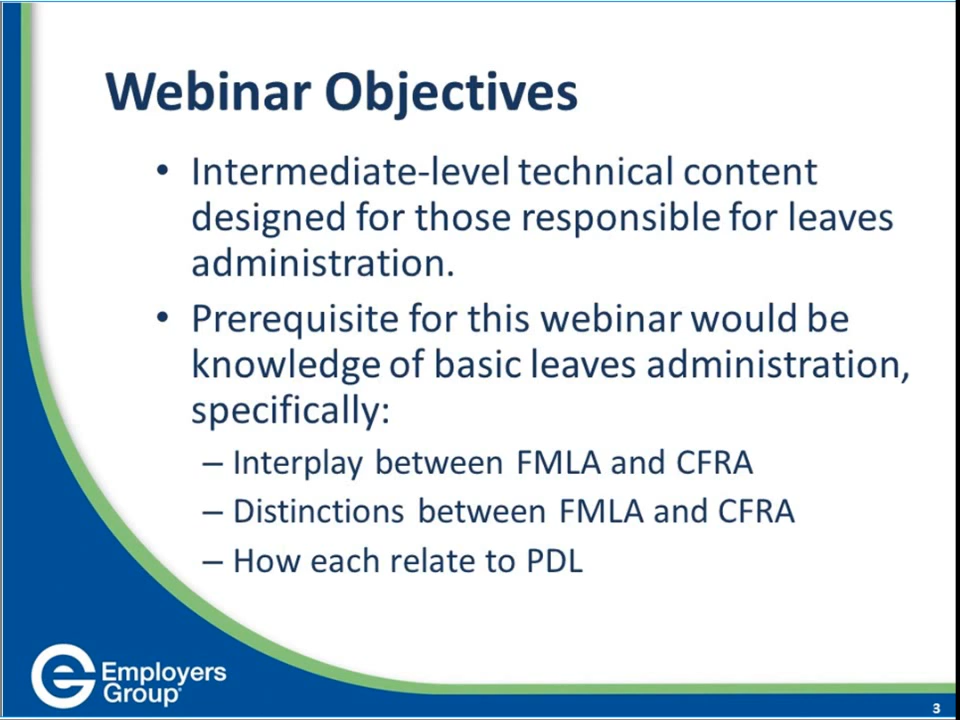 Webinar Objectives
• Intermediate-level technical content
designed for those responsible for leaves
administration.
• Prerequisite for this webinar would be
knowledge of basic leaves administration,
specifically:
– Interplay between FMLA and CFRA
– Distinctions between FMLA and CFRA
– How each relate to PDL
Employers
Group
3